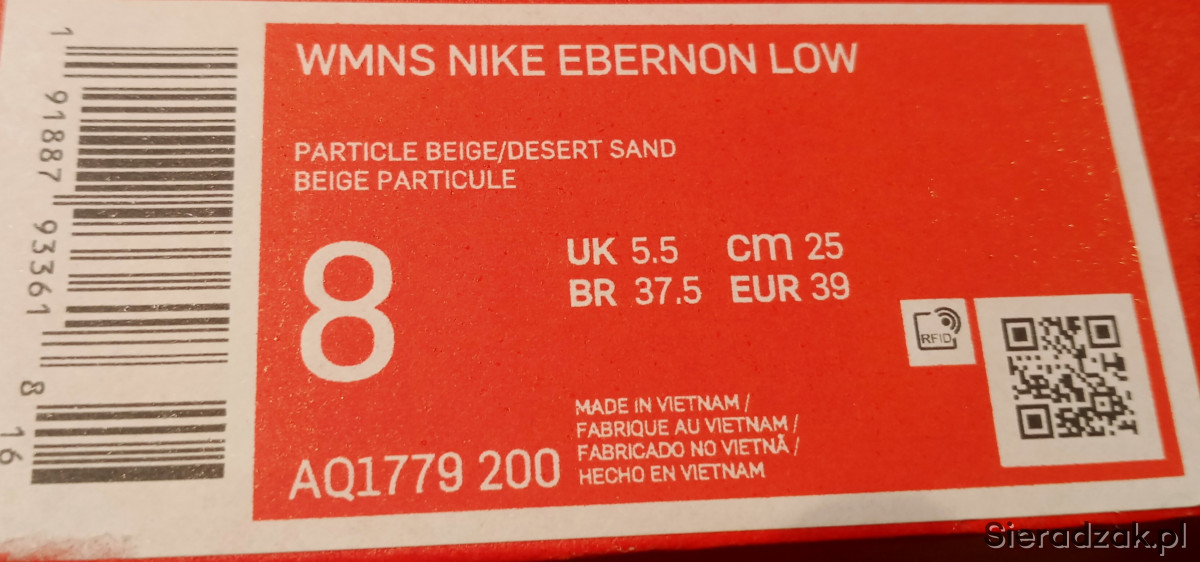 WMNS NIKE EBERNON LOW
PARTICLE BEIGE/DESERT SAND
BEIGE PARTICULE
8
UK 5.5 cm 25
BR 37.5 EUR 39
RFID
MADE IN VIETNAM /
FABRIQUE AU VIETNAM /
FABRICADO NO VIETNÃ /
HECHO EN VIETNAM
AQ1779 200
1 91887 93361 8 16
Sieradzak.pl